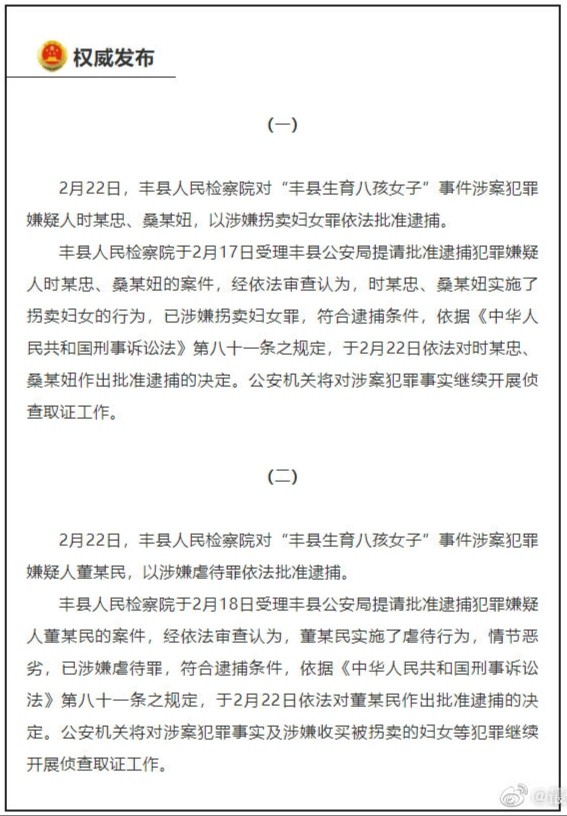 权威发布
(一)
2月22日，丰县人民检察院对“丰县生育八孩女子”事件涉案犯罪
嫌疑人时某忠、桑某妞，以涉嫌拐卖妇女罪依法批准逮捕。
丰县人民检察院于2月17日受理丰县公安局提请批准逮捕犯罪嫌疑
人时某忠、桑某妞的案件，经依法审查认为，时某忠、桑某妞实施了
拐卖妇女的行为，已涉嫌拐卖妇女罪，符合逮捕条件，依据《中华人
民共和国刑事诉讼法》第八十一条之规定，于2月22日依法对时某忠、
桑某妞作出批准逮捕的决定。公安机关将对涉案犯罪事实继续开展侦
查取证工作。
(二)
2月22日，丰县人民检察院对“丰县生育八孩女子”事件涉案犯罪
嫌疑人董某民，以涉嫌虐待罪依法批准逮捕。
丰县人民检察院于2月18日受理丰县公安局提请批准逮捕犯罪嫌疑
人董某民的案件，经依法审查认为，董某民实施了虐待行为，情节恶
劣，已涉嫌虐待罪，符合逮捕条件，依据《中华人民共和国刑事诉讼
法》第八十一条之规定，于2月22日依法对董某民作出批准逮捕的决
定。公安机关将对涉案犯罪事实及涉嫌收买被拐卖的妇女等犯罪继续
开展侦查取证工作。